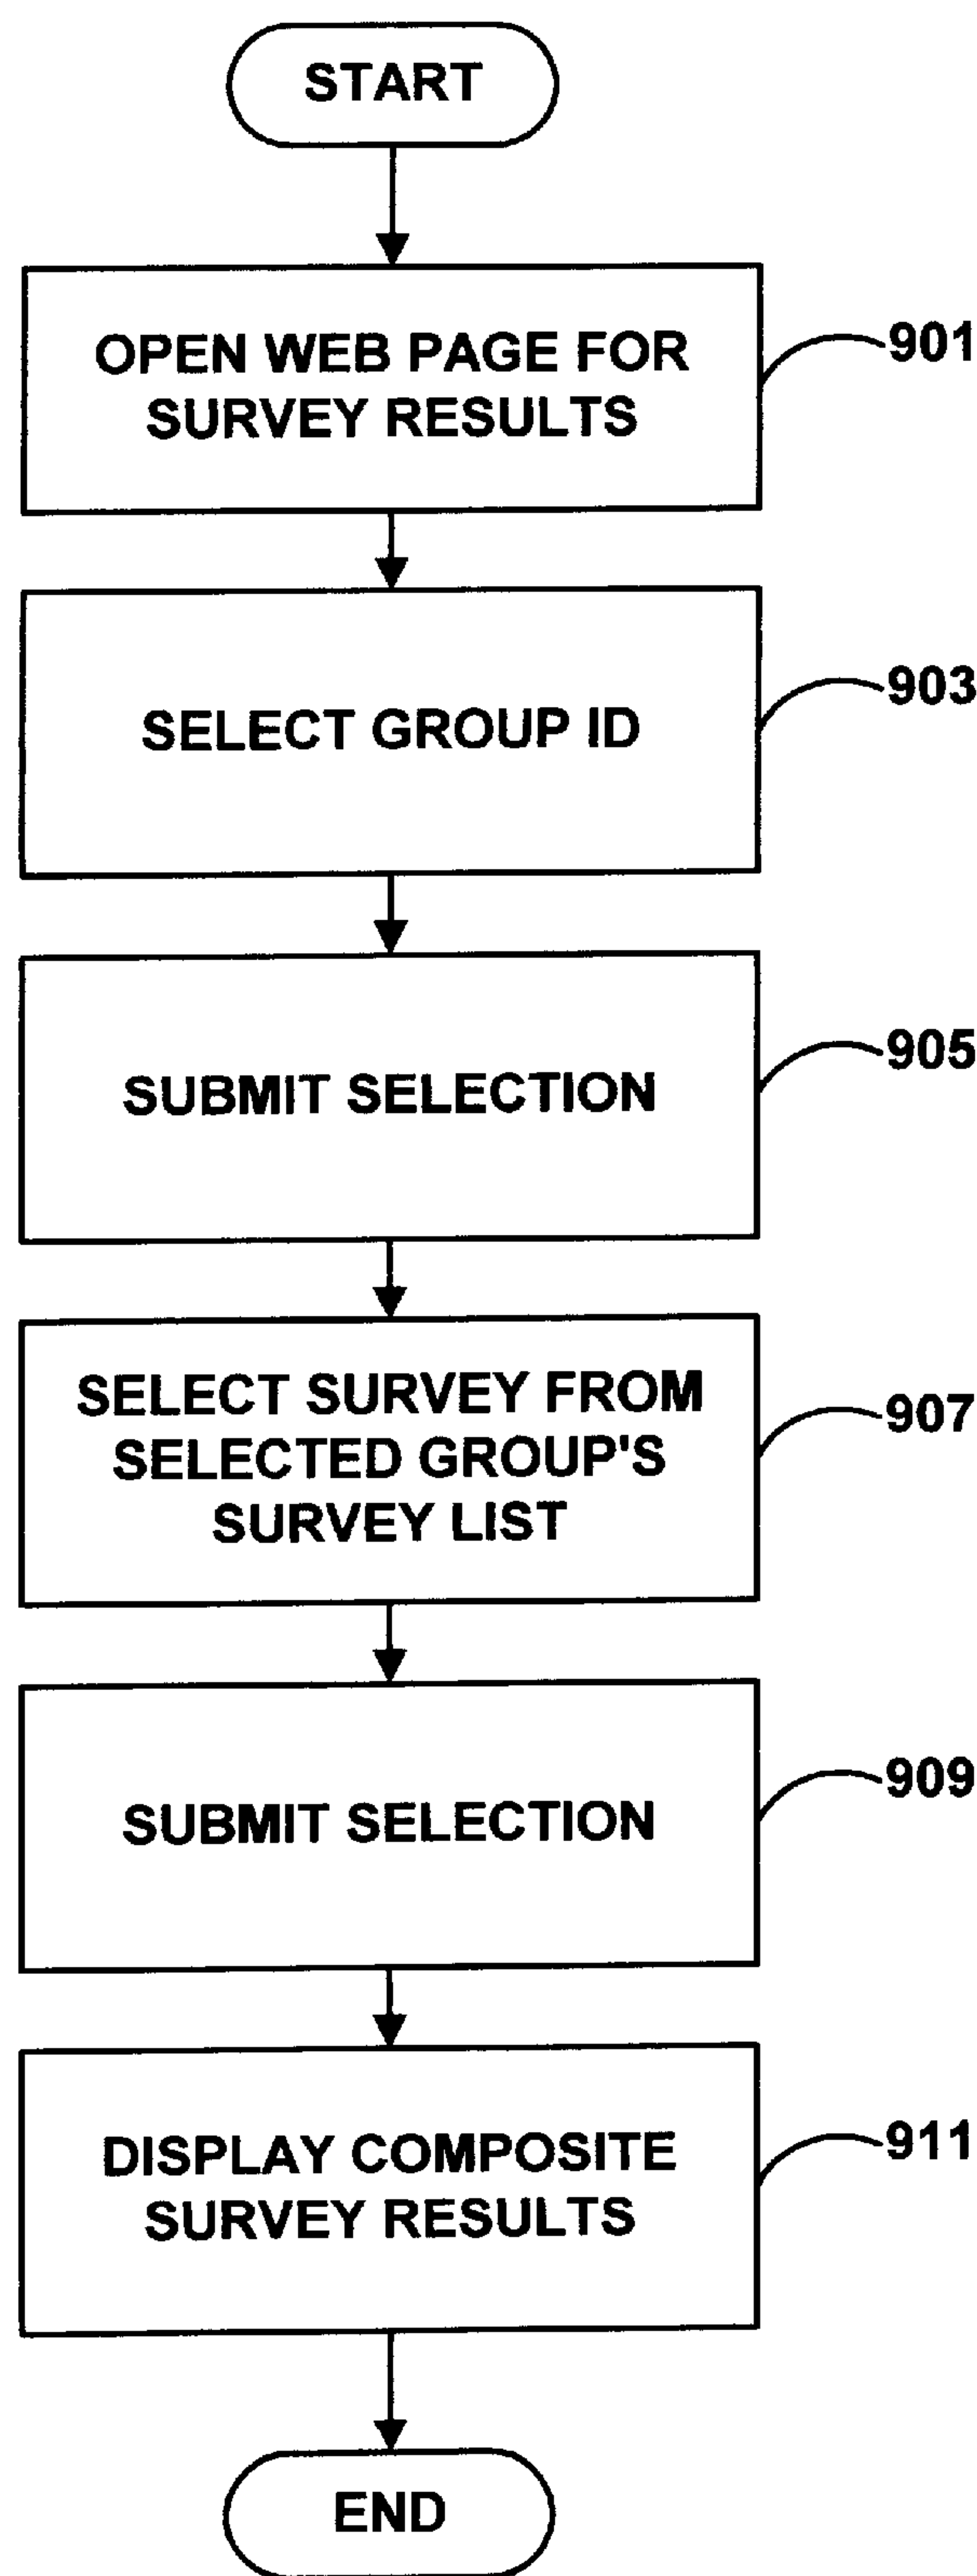 START
OPEN WEB PAGE FOR
SURVEY RESULTS
901
SELECT GROUP ID
903
SUBMIT SELECTION
905
SELECT SURVEY FROM
SELECTED GROUP'S
SURVEY LIST
907
SUBMIT SELECTION
909
DISPLAY COMPOSITE
SURVEY RESULTS
911
END